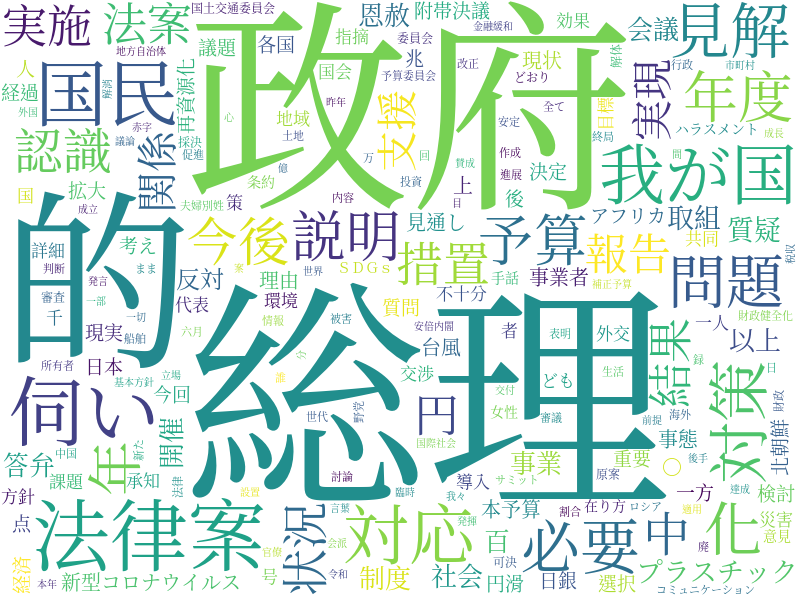 国土交通委員会
実施
法案
地方自治体
恩赦
附帯決議
金融緩和
効果
会議
見解
政府
議題
各国
指摘
委員会
兆
予算委員会
現状
改正
どおり
解体
行政
市町村
人
経過
外国
国民
解消
再資源化
国会
昨年
地域
支援
目標
実現
年度
全て
ハラスメント
成長
赤字
議論
採決
促進
心
土地
億
万
回
安定
賛成
作成
進展
終局
間
認識
関係
条約
投資
決定
我が国
国
拡大
成立
夫婦別姓
策
内容
上
日
後
的
今後
説明
見通し
予算
アフリカ
取組
質疑
税収
詳細
考え
判断
まま
発言
反対
理由
案
世界
ＳＤＧｓ
措置
手話
報告
共同
補正予算
問題
審査
一部
千
一切
代表
環境
質問
不十分
事業者
財政健全化
現実
船舶
六月
情報
被害
安倍内閣
者
表明
外交
一人
以上
総理
台風
所有者
日本
立場
分
交渉
ども
生活
結果
録
日
基本方針
今回
誰
世代
野党
女性
交付
審議
前提
海外
財政
対策
伺い
円
国際社会
事態
北朝鮮
中国
新た
開催
答弁
年
課題
承知
法律
設置
討論
臨時
我々
事業
サミット
重要
原案
○
後手
達成
検討
方針
導入
割合
在り方
ロシア
一方
適用
点
法律案
状況
言葉
発揮
対応
本予算
必要
中
化
災害
意見
百
廃
経済
本年
新型コロナウイルス
号
官僚
会派
令和
制度
社会
可決
円滑
日銀
選択
プラスチック
コミュニケーション